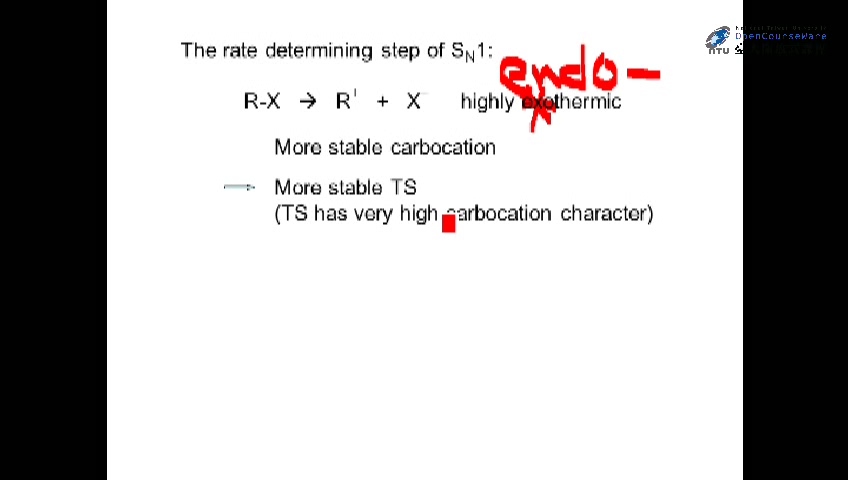 The rate determining step of SN1:
endo-
R-X → R⁺ + X⁻ highly exothermic
More stable carbocation
More stable TS
(TS has very high carbocation character)
OpenCourseWare
NTU